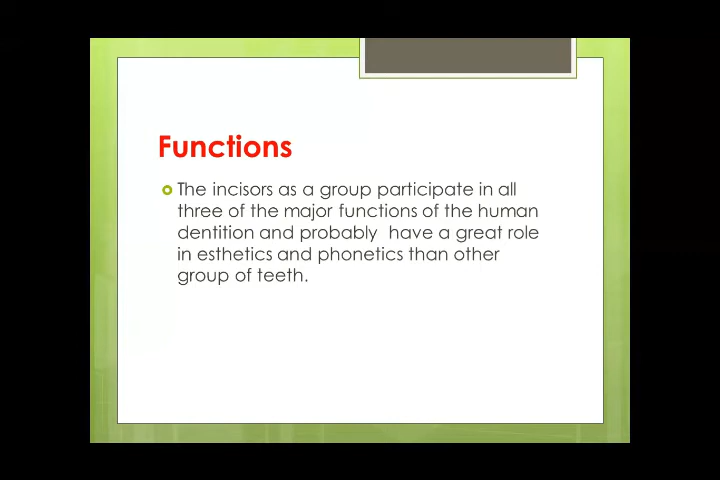 Functions
The incisors as a group participate in all
three of the major functions of the human
dentition and probably  have a great role
in esthetics and phonetics than other
group of teeth.